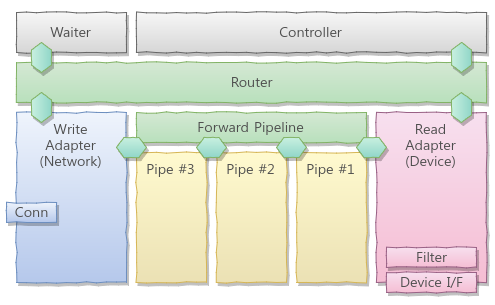 Waiter
Controller
Router
Write
Adapter
(Network)
Forward Pipeline
Read
Adapter
(Device)
Pipe #3
Pipe #2
Pipe #1
Conn
Filter
Device I/F